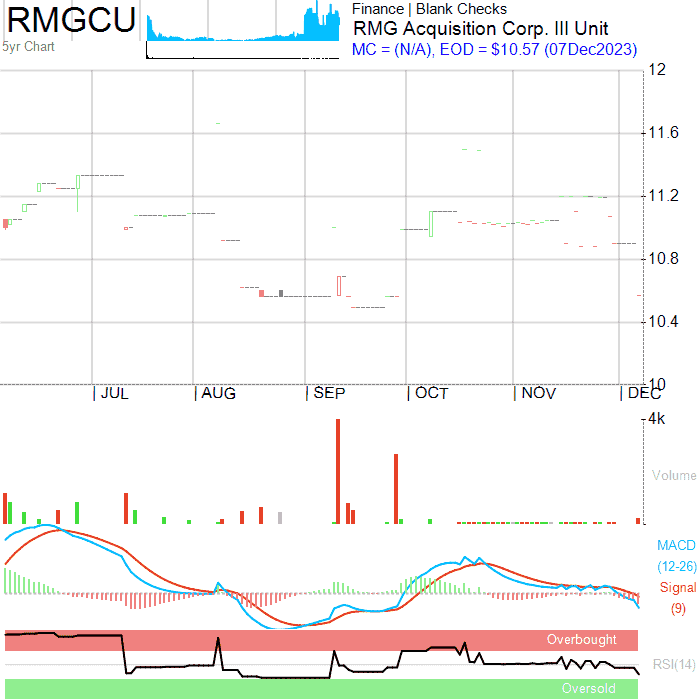 RMGCU
5yr Chart
Finance | Blank Checks
RMG Acquisition Corp. III Unit
MC = (N/A), EOD = $10.57 (07Dec2023)
12
11.6
11.2
10.8
10.4
10
| JUL | AUG | SEP | OCT | NOV | DEC
4k
Volume
MACD
(12-26)
Signal
(9)
Overbought
RSI(14)
Oversold